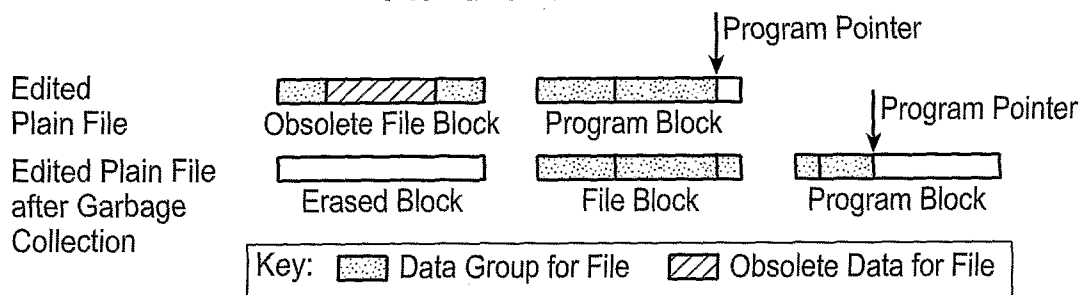 Program Pointer
Edited
Plain File
Obsolete File Block
Program Block
Program Pointer
Edited Plain File
after Garbage
Collection
Erased Block
File Block
Program Block
Key:
Data Group for File
Obsolete Data for File